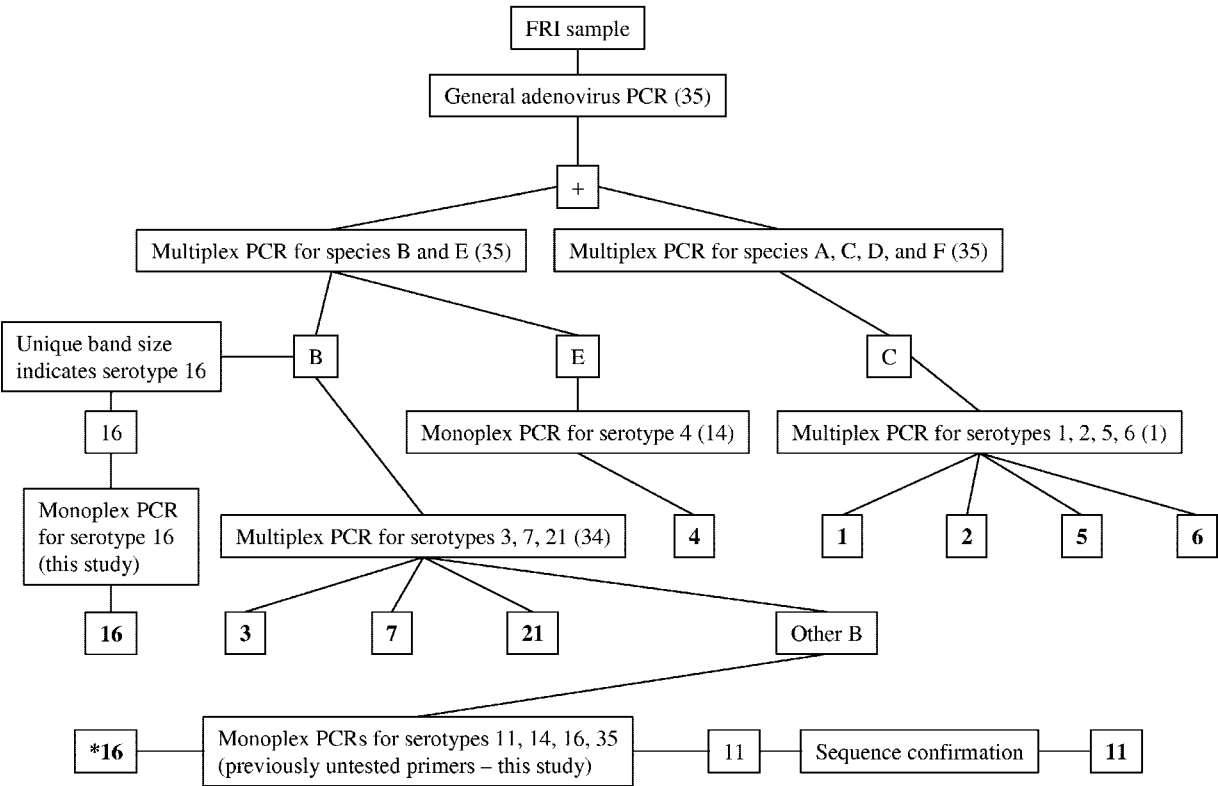 FRI sample
General adenovirus PCR (35)
+
Multiplex PCR for species B and E (35)
Multiplex PCR for species A, C, D, and F (35)
Unique band size
indicates serotype 16
B
E
C
16
Monoplex PCR for serotype 4 (14)
Multiplex PCR for serotypes 1, 2, 5, 6 (1)
Monoplex PCR
for serotype 16
(this study)
Multiplex PCR for serotypes 3, 7, 21 (34)
4
1
2
5
6
16
3
7
21
Other B
*16
Monoplex PCRs for serotypes 11, 14, 16, 35
(previously untested primers – this study)
11
Sequence confirmation
11